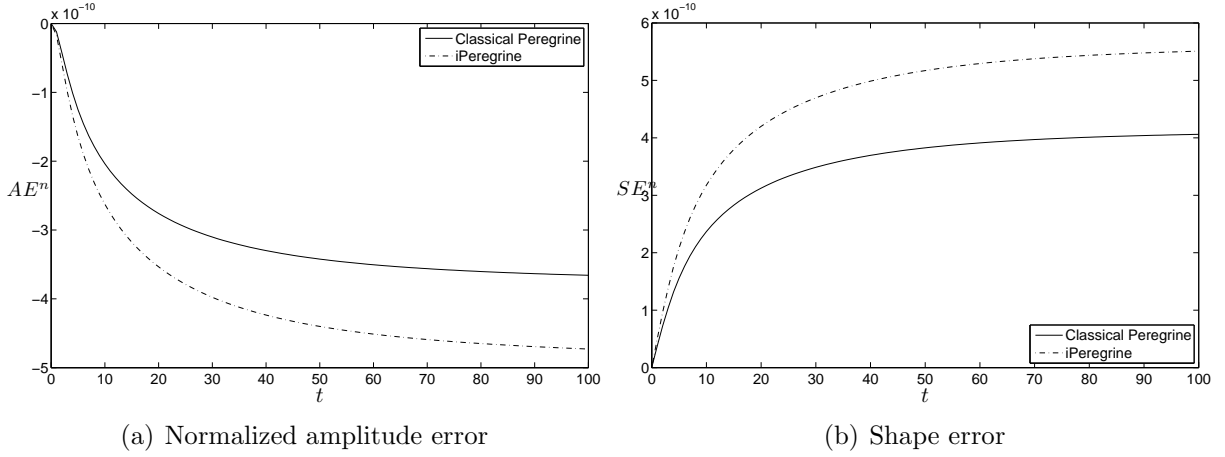 x 10⁻¹⁰
0
−1
−2
−3
−4
−5
AEⁿ
Classical Peregrine
iPeregrine
0 10 20 30 40 50 60 70 80 90 100
t
(a) Normalized amplitude error
x 10⁻¹⁰
6
5
4
3
2
1
0
SEⁿ
Classical Peregrine
iPeregrine
0 10 20 30 40 50 60 70 80 90 100
t
(b) Shape error